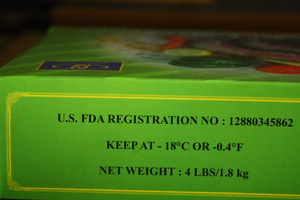 U.S. FDA REGISTRATION NO : 12880345862
KEEP AT - 18°C OR -0.4°F
NET WEIGHT : 4 LBS/1.8 kg